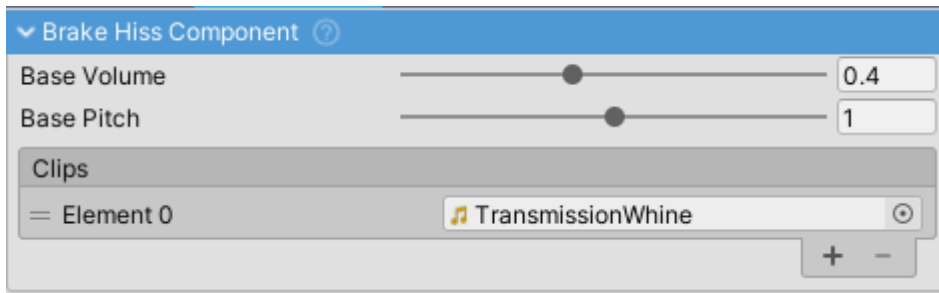 Brake Hiss Component ?
Base Volume 0.4
Base Pitch 1
Clips
= Element 0 TransmissionWhine
+ −